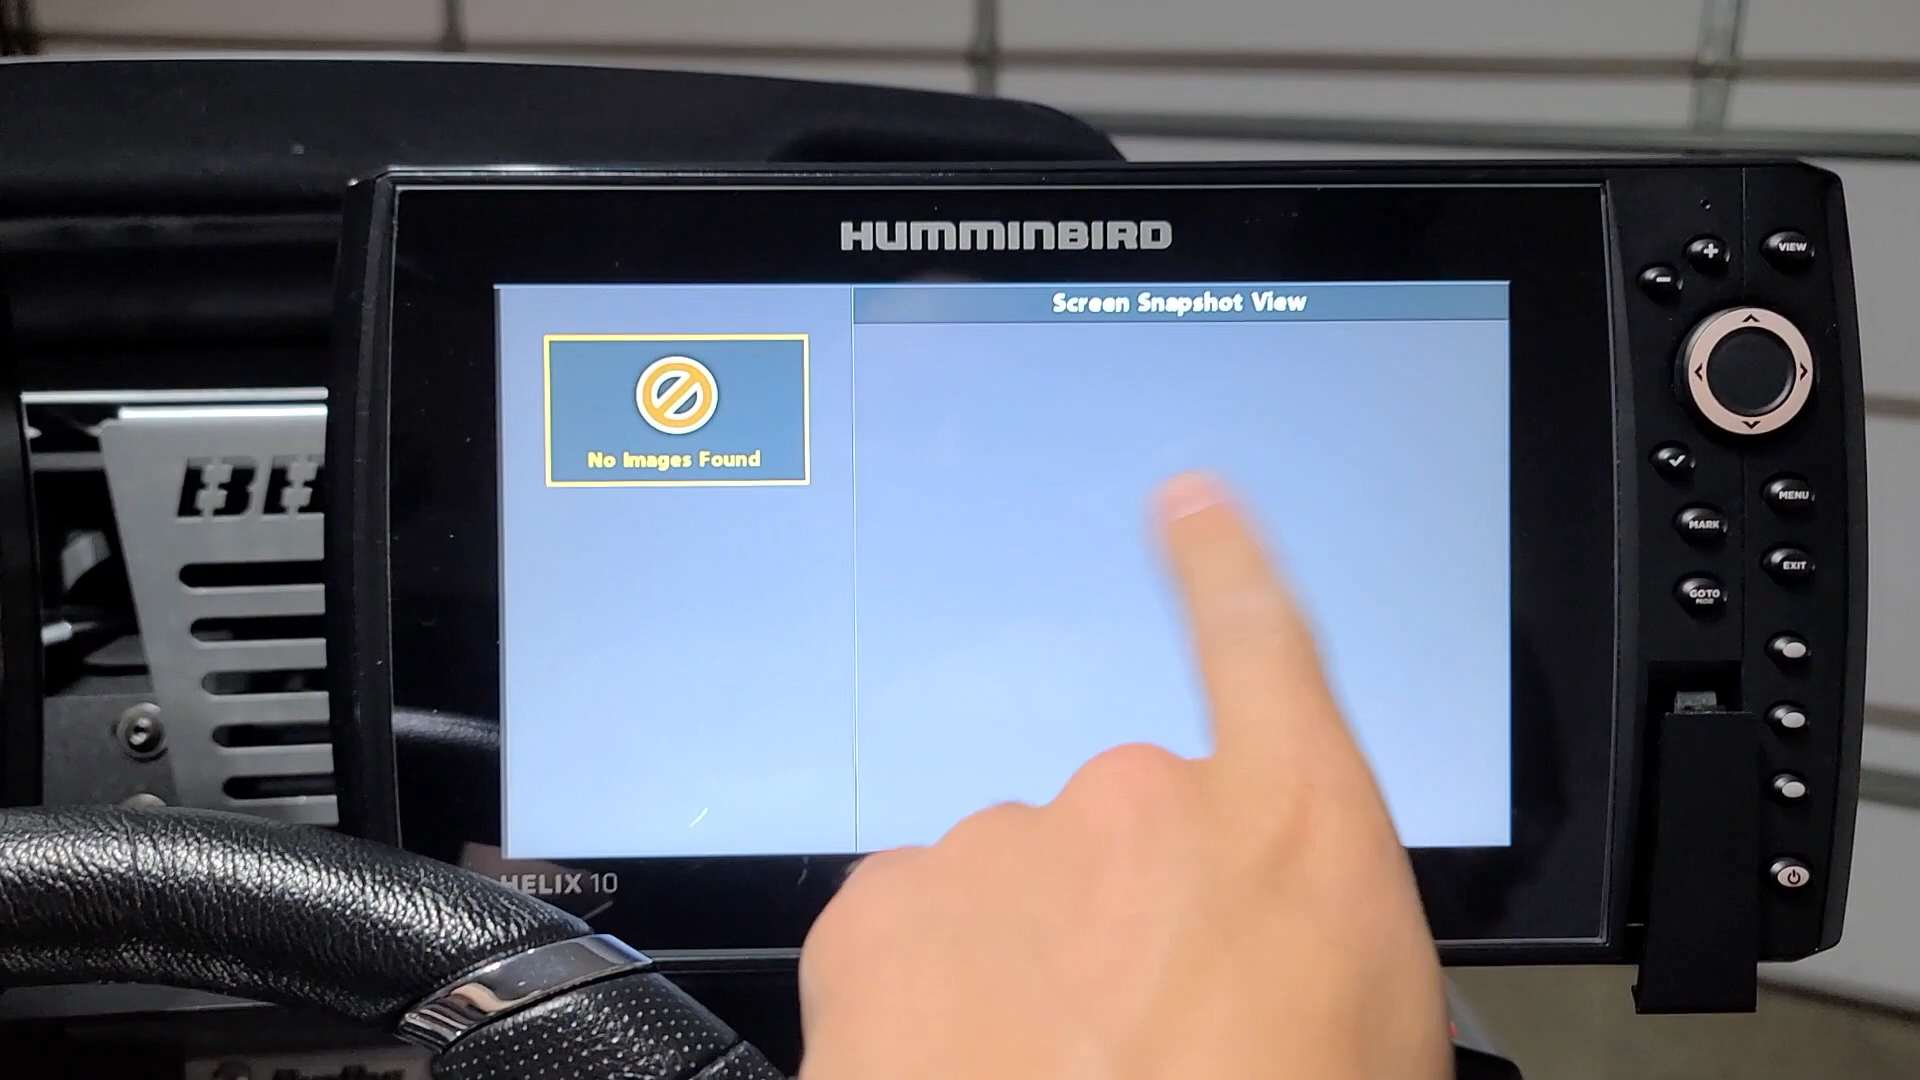 HUMMINBIRD
Screen Snapshot View
No Images Found
VIEW
MENU
MARK
EXIT
GOTO
HELIX 10